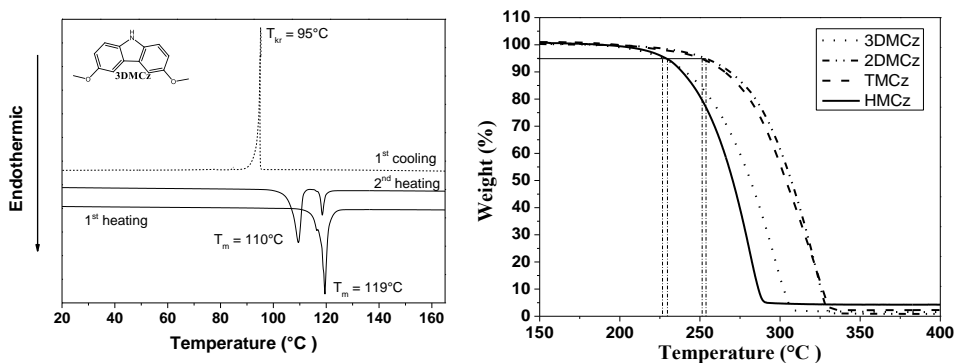 H
N
O
O
3DMCz
T_kr = 95°C
1st cooling
2nd heating
1st heating
T_m = 110°C
T_m = 119°C
Endothermic
20 40 60 80 100 120 140 160
Temperature (°C )
3DMCz
2DMCz
TMCz
HMCz
110
100
90
80
70
60
50
40
30
20
10
0
Weight (%)
150 200 250 300 350 400
Temperature (°C )